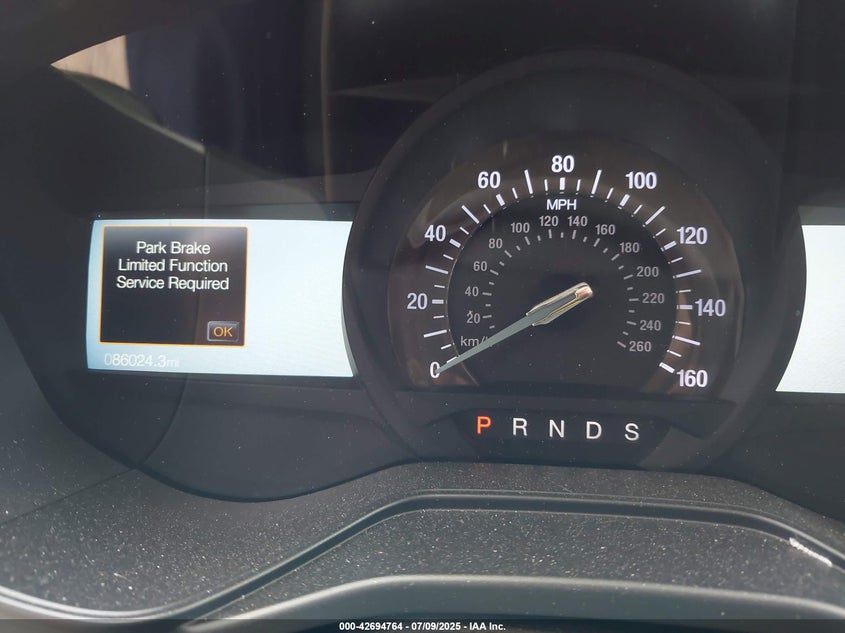 Park Brake
Limited Function
Service Required
OK
086024.3mi
0 20 40 60 80 100 120 140 160
MPH
20 40 60 80 100 120 140 160 180 200 220 240 260
km/h
P R N D S
000-42694764 - 07/09/2025 - IAA Inc.